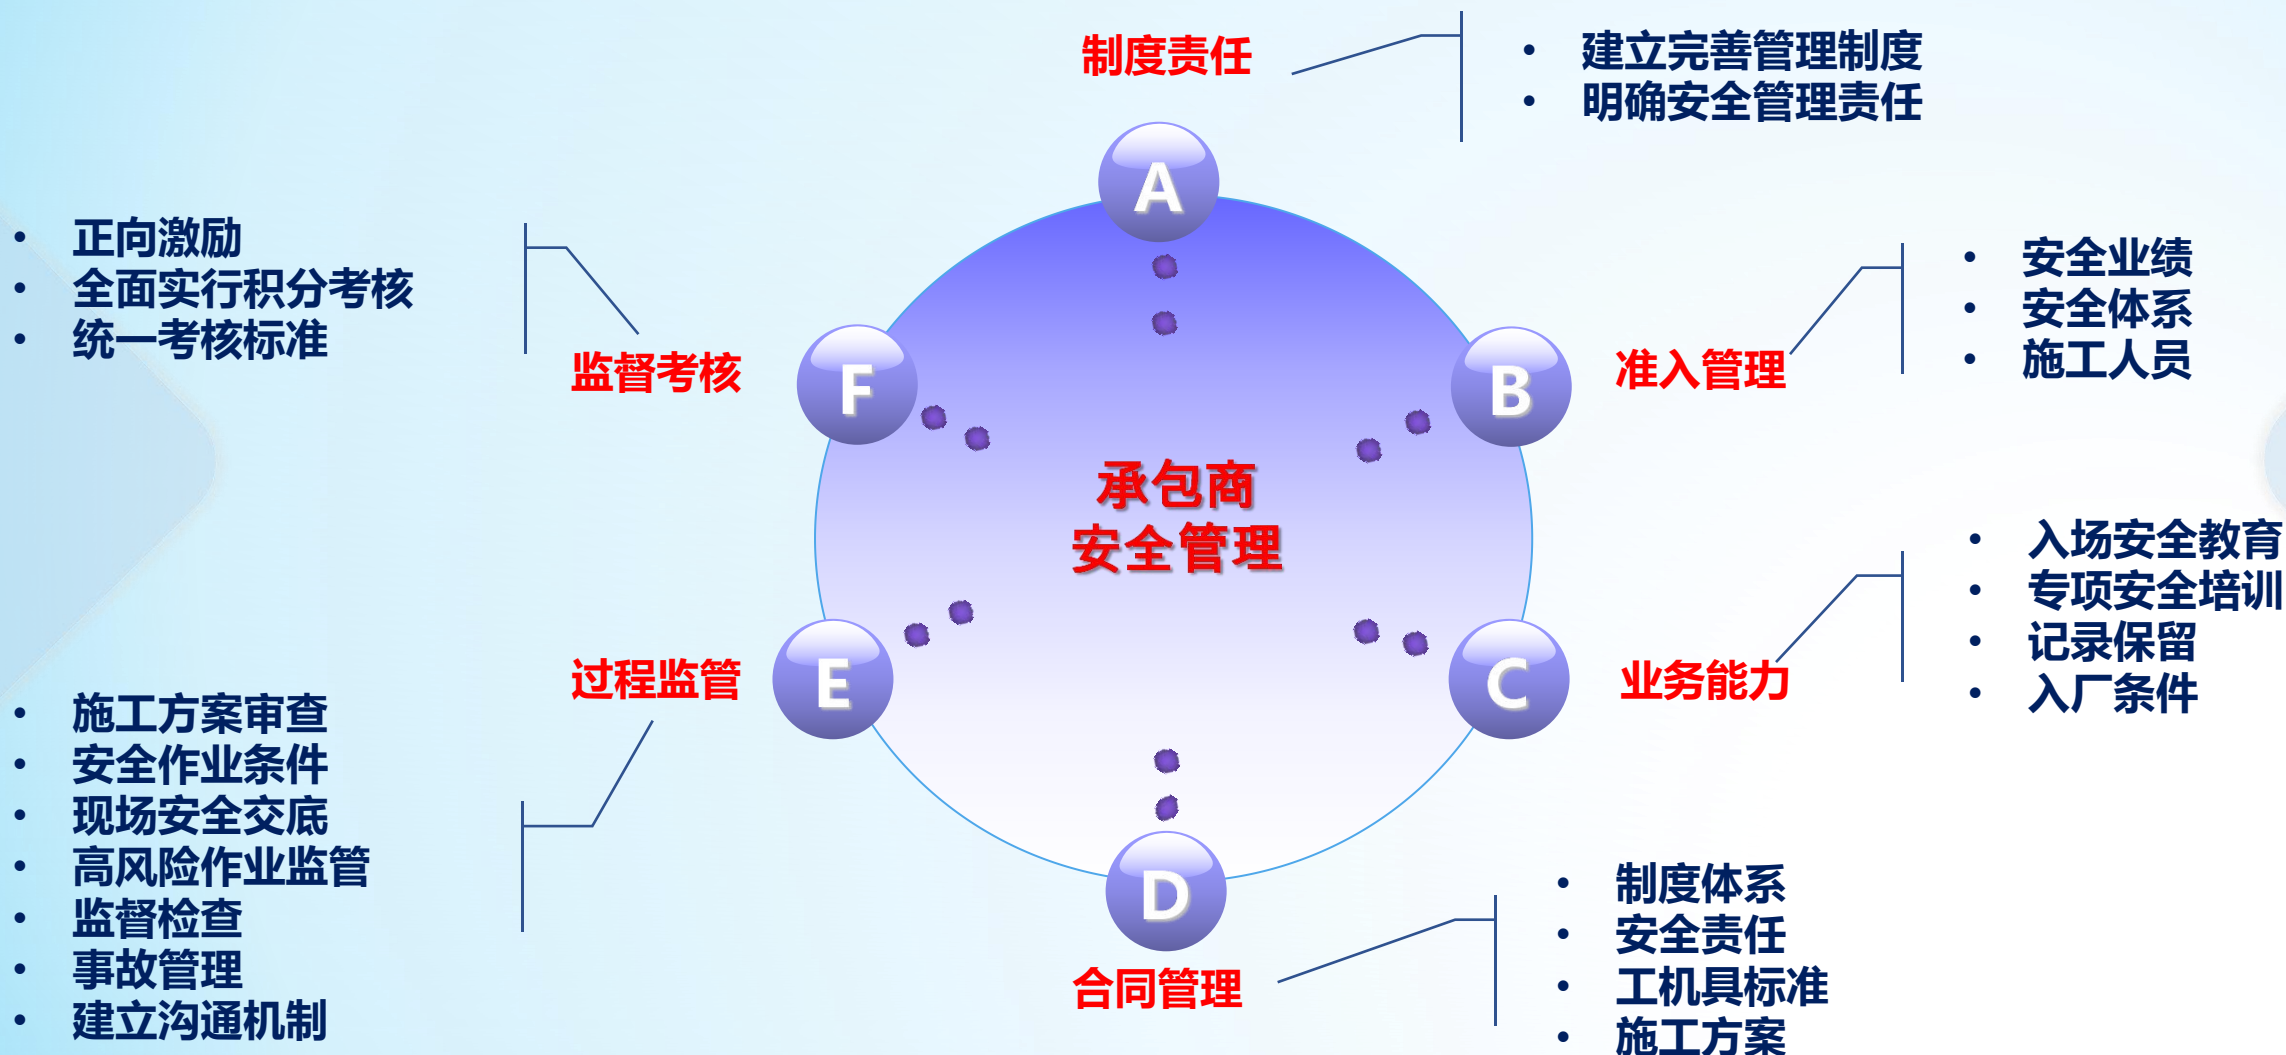 制度责任
• 建立完善管理制度
• 明确安全管理责任
A
• 正向激励
• 全面实行积分考核
• 统一考核标准
监督考核
F
B
准入管理
• 安全业绩
• 安全体系
• 施工人员
承包商
安全管理
• 入场安全教育
• 专项安全培训
• 记录保留
• 入厂条件
业务能力
C
E
过程监管
• 施工方案审查
• 安全作业条件
• 现场安全交底
• 高风险作业监管
• 监督检查
• 事故管理
• 建立沟通机制
D
合同管理
• 制度体系
• 安全责任
• 工机具标准
• 施工方案